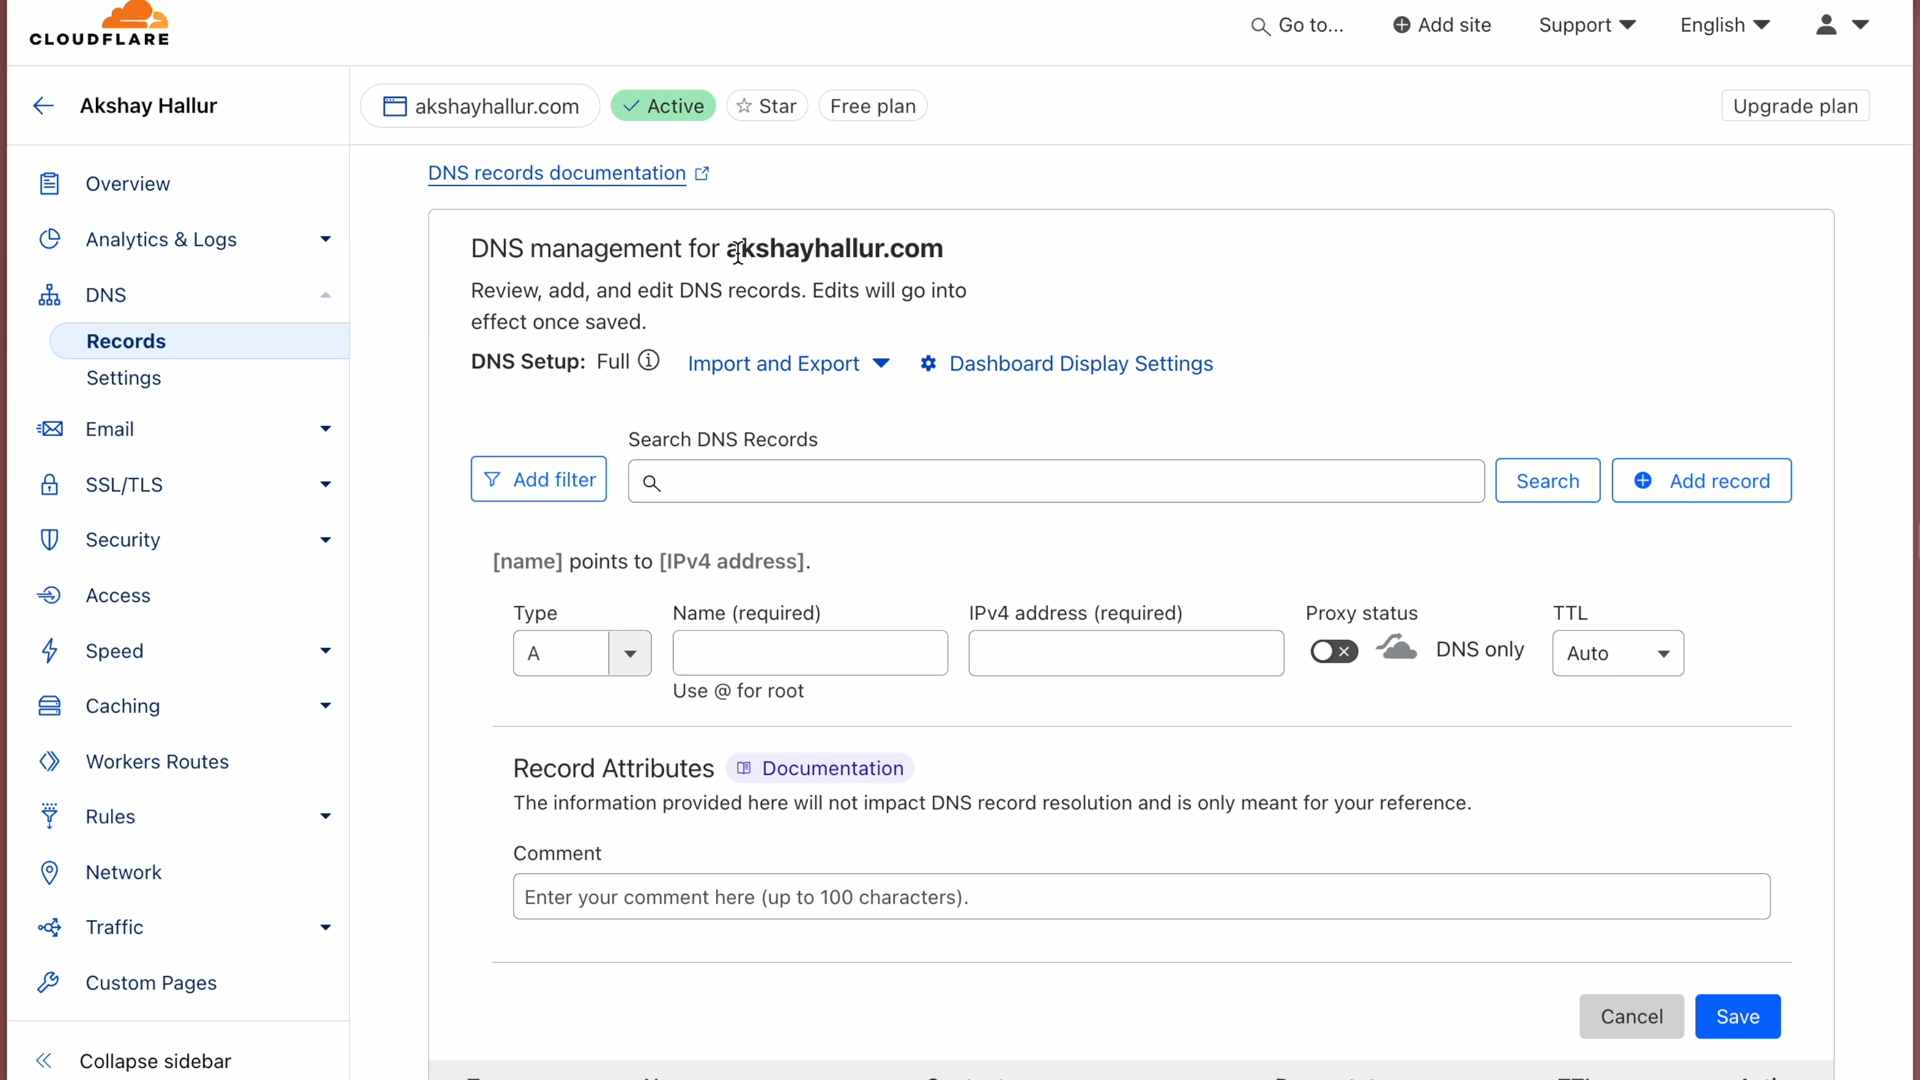 CLOUDFLARE
Go to...
Add site
Support
English
Akshay Hallur
akshayhallur.com
Active
Star
Free plan
Upgrade plan
Overview
Analytics & Logs
DNS
Records
Settings
Email
SSL/TLS
Security
Access
Speed
Caching
Workers Routes
Rules
Network
Traffic
Custom Pages
Collapse sidebar
DNS records documentation
DNS management for akshayhallur.com
Review, add, and edit DNS records. Edits will go into
effect once saved.
DNS Setup: Full
Import and Export
Dashboard Display Settings
Search DNS Records
Add filter
Search
Add record
[name] points to [IPv4 address].
Type
Name (required)
IPv4 address (required)
Proxy status
TTL
A
DNS only
Auto
Use @ for root
Record Attributes
Documentation
The information provided here will not impact DNS record resolution and is only meant for your reference.
Comment
Enter your comment here (up to 100 characters).
Cancel
Save